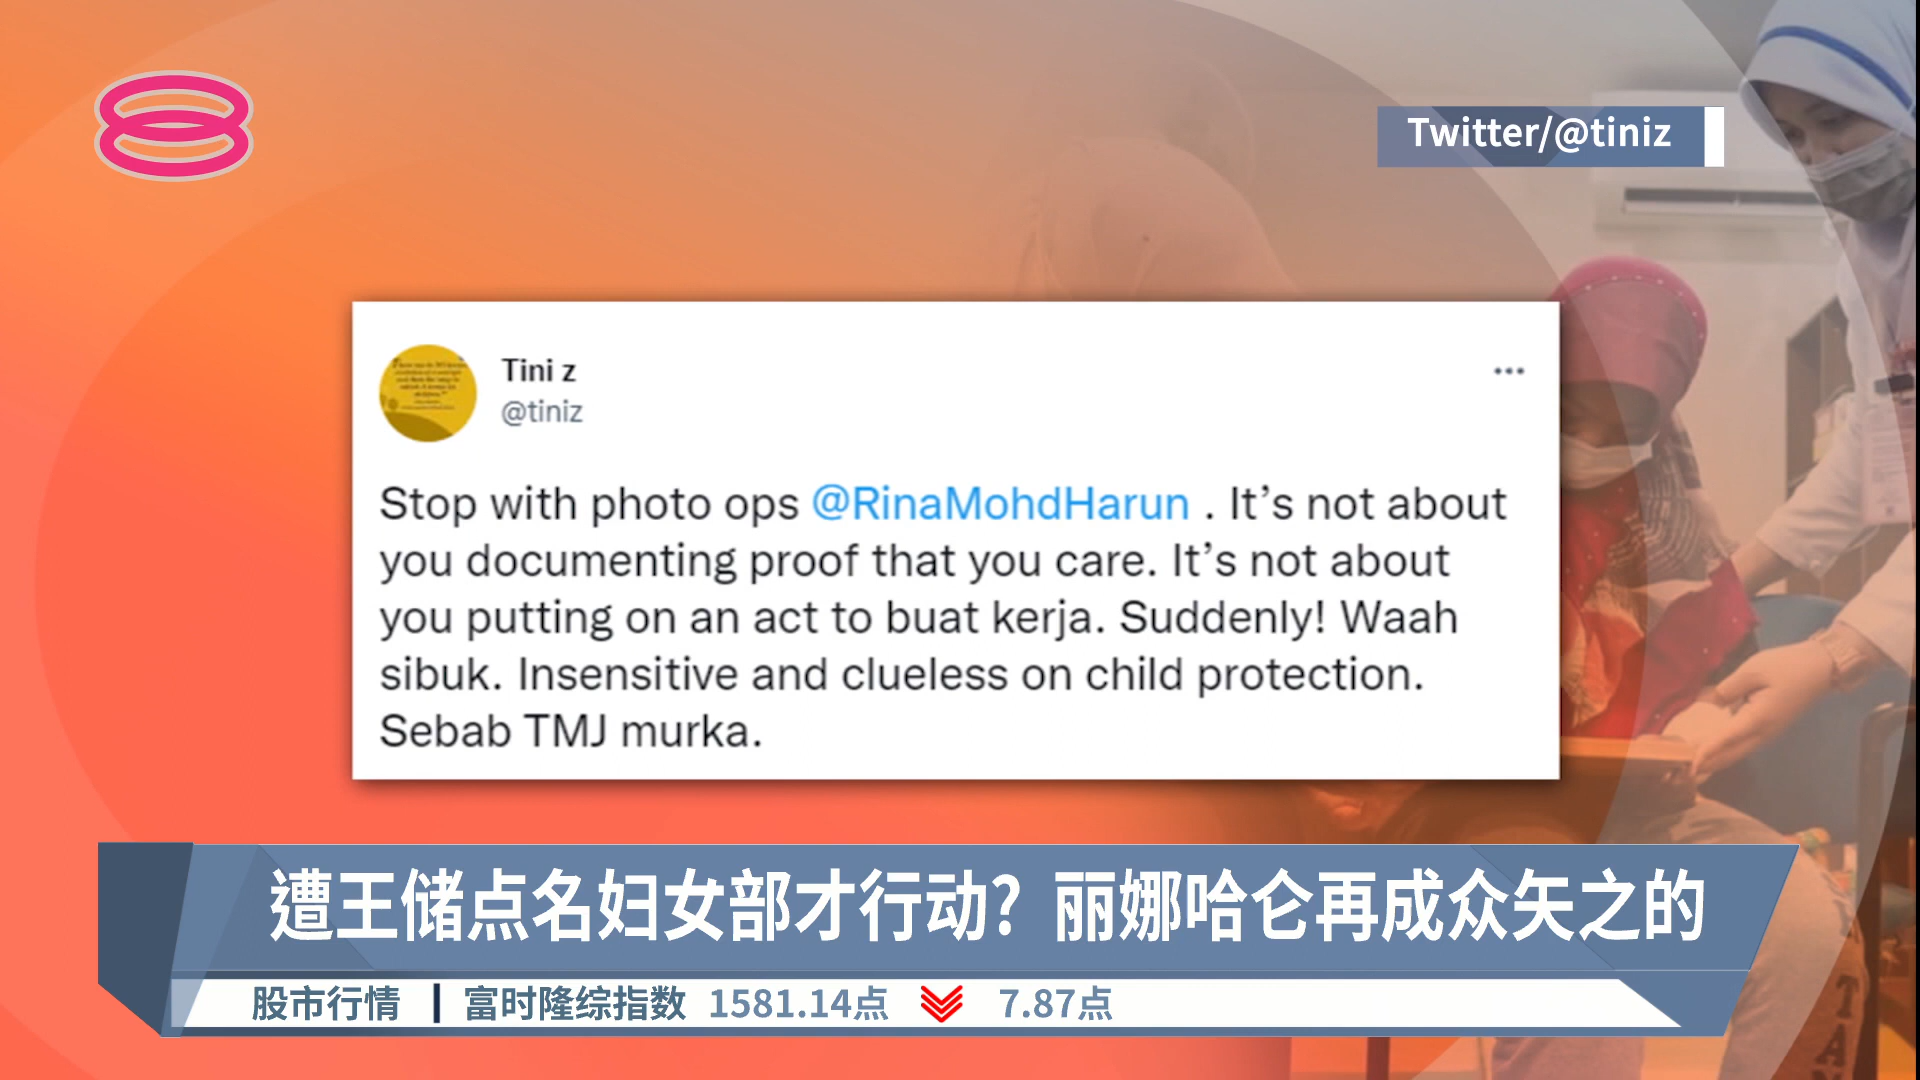 Twitter/@tiniz
Tini z
@tiniz
Stop with photo ops @RinaMohdHarun . It’s not about
you documenting proof that you care. It’s not about
you putting on an act to buat kerja. Suddenly! Waah
sibuk. Insensitive and clueless on child protection.
Sebab TMJ murka.
遭王储点名妇女部才行动? 丽娜哈仑再成众矢之的
股市行情 | 富时隆综指数 1581.14点 7.87点